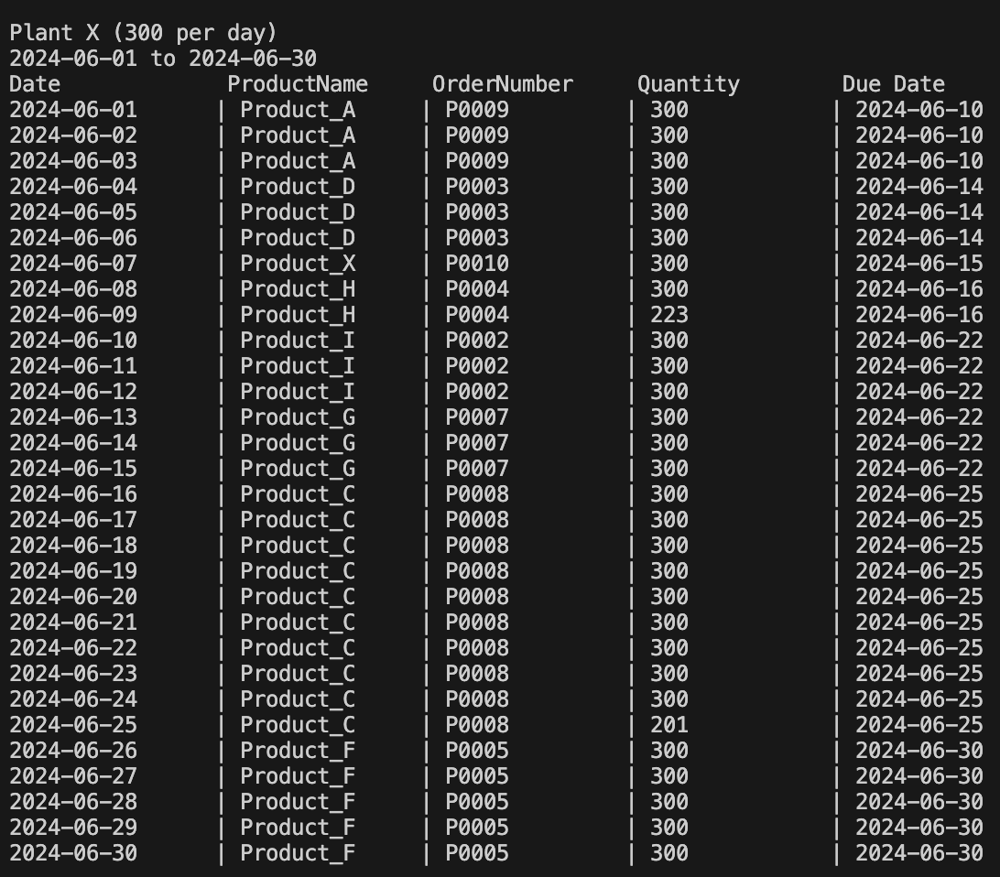 Plant X (300 per day)
2024-06-01 to 2024-06-30
Date ProductName OrderNumber Quantity Due Date
2024-06-01 | Product_A | P0009 | 300 | 2024-06-10
2024-06-02 | Product_A | P0009 | 300 | 2024-06-10
2024-06-03 | Product_A | P0009 | 300 | 2024-06-10
2024-06-04 | Product_D | P0003 | 300 | 2024-06-14
2024-06-05 | Product_D | P0003 | 300 | 2024-06-14
2024-06-06 | Product_D | P0003 | 300 | 2024-06-14
2024-06-07 | Product_X | P0010 | 300 | 2024-06-15
2024-06-08 | Product_H | P0004 | 300 | 2024-06-16
2024-06-09 | Product_H | P0004 | 223 | 2024-06-16
2024-06-10 | Product_I | P0002 | 300 | 2024-06-22
2024-06-11 | Product_I | P0002 | 300 | 2024-06-22
2024-06-12 | Product_I | P0002 | 300 | 2024-06-22
2024-06-13 | Product_G | P0007 | 300 | 2024-06-22
2024-06-14 | Product_G | P0007 | 300 | 2024-06-22
2024-06-15 | Product_G | P0007 | 300 | 2024-06-22
2024-06-16 | Product_C | P0008 | 300 | 2024-06-25
2024-06-17 | Product_C | P0008 | 300 | 2024-06-25
2024-06-18 | Product_C | P0008 | 300 | 2024-06-25
2024-06-19 | Product_C | P0008 | 300 | 2024-06-25
2024-06-20 | Product_C | P0008 | 300 | 2024-06-25
2024-06-21 | Product_C | P0008 | 300 | 2024-06-25
2024-06-22 | Product_C | P0008 | 300 | 2024-06-25
2024-06-23 | Product_C | P0008 | 300 | 2024-06-25
2024-06-24 | Product_C | P0008 | 300 | 2024-06-25
2024-06-25 | Product_C | P0008 | 201 | 2024-06-25
2024-06-26 | Product_F | P0005 | 300 | 2024-06-30
2024-06-27 | Product_F | P0005 | 300 | 2024-06-30
2024-06-28 | Product_F | P0005 | 300 | 2024-06-30
2024-06-29 | Product_F | P0005 | 300 | 2024-06-30
2024-06-30 | Product_F | P0005 | 300 | 2024-06-30